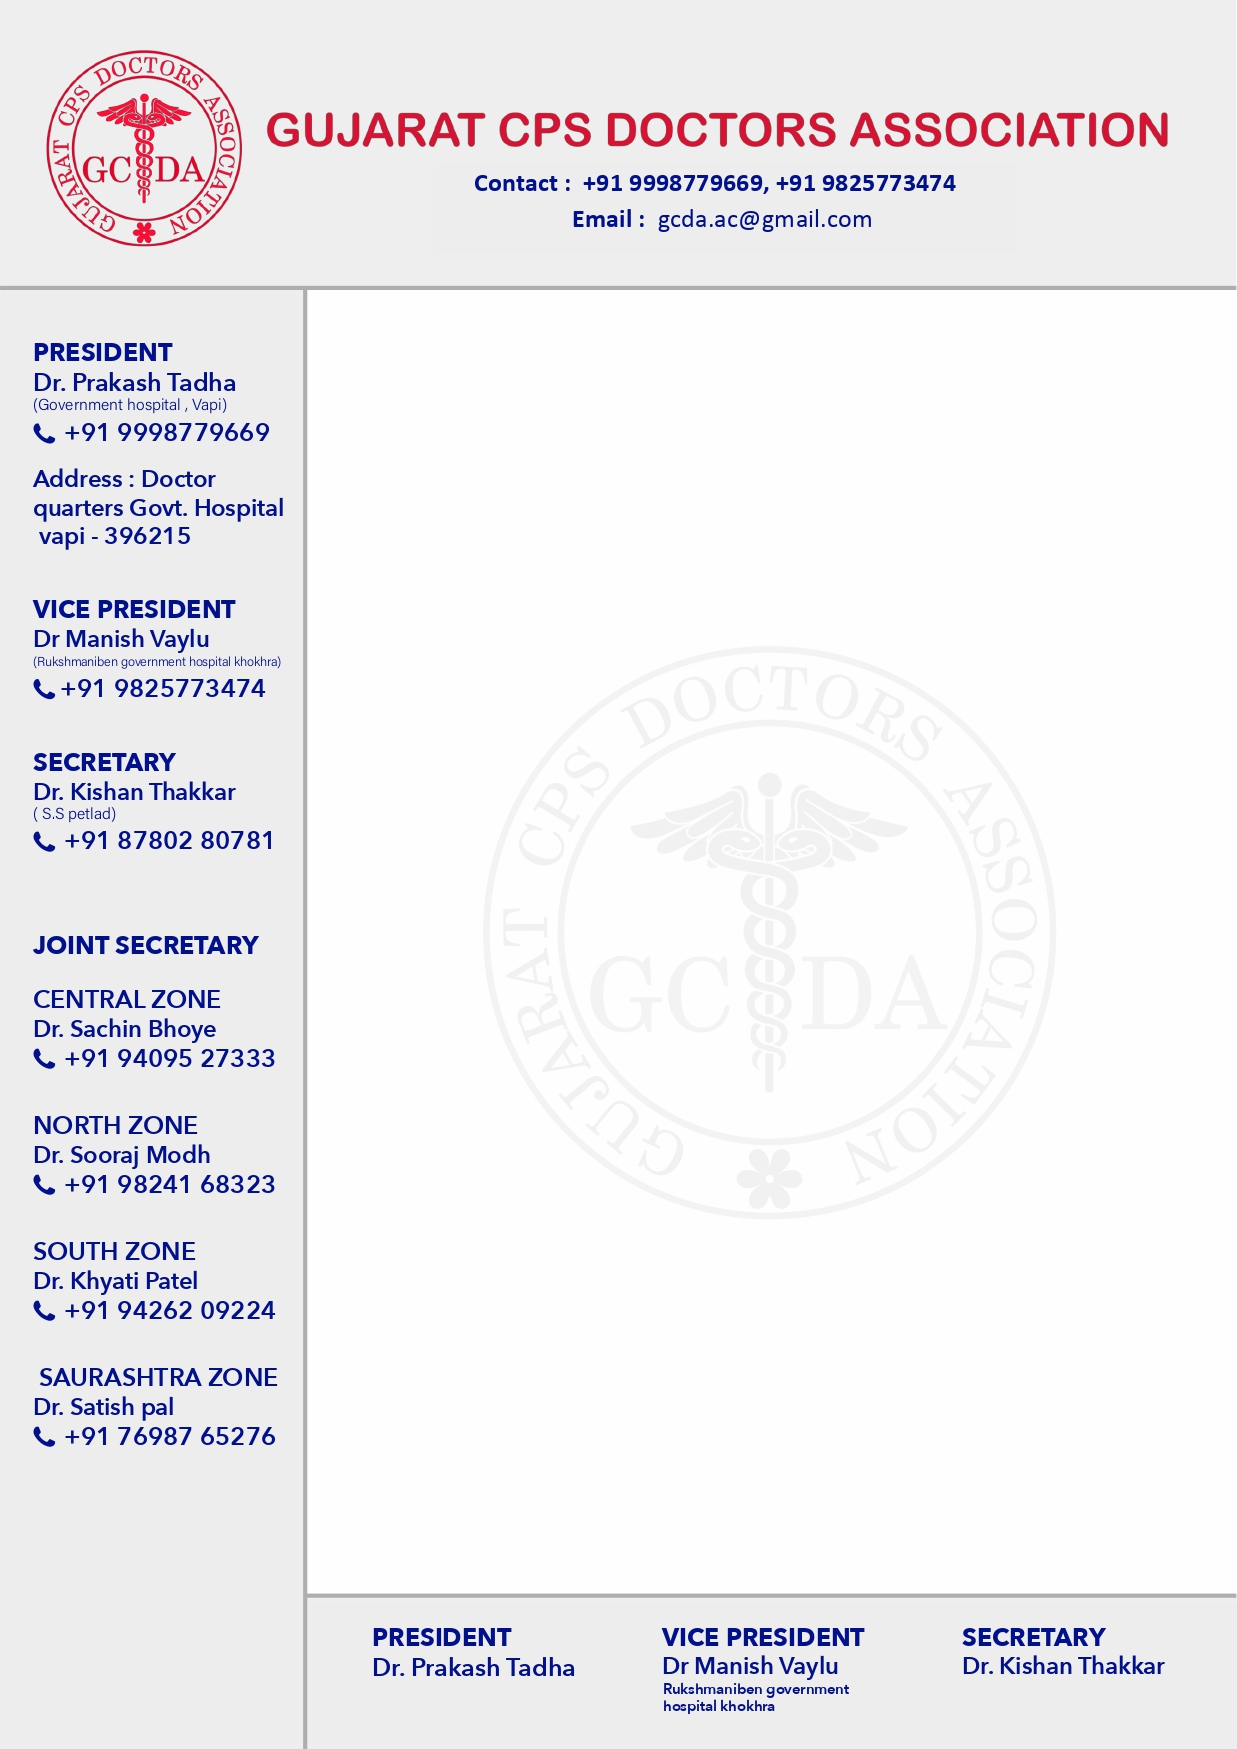 GUJARAT CPS DOCTORS ASSOCIATION
GC DA
GUJARAT CPS DOCTORS ASSOCIATION
Contact : +91 9998779669, +91 9825773474
Email : gcda.ac@gmail.com
PRESIDENT
Dr. Prakash Tadha
(Government hospital , Vapi)
+91 9998779669
Address : Doctor
quarters Govt. Hospital
vapi - 396215
VICE PRESIDENT
Dr Manish Vaylu
(Rukshmaniben government hospital khokhra)
+91 9825773474
SECRETARY
Dr. Kishan Thakkar
( S.S petlad)
+91 87802 80781
JOINT SECRETARY
CENTRAL ZONE
Dr. Sachin Bhoye
+91 94095 27333
NORTH ZONE
Dr. Sooraj Modh
+91 98241 68323
SOUTH ZONE
Dr. Khyati Patel
+91 94262 09224
SAURASHTRA ZONE
Dr. Satish pal
+91 76987 65276
GUJARAT CPS DOCTORS ASSOCIATION
GC DA
PRESIDENT
Dr. Prakash Tadha
VICE PRESIDENT
Dr Manish Vaylu
Rukshmaniben government
hospital khokhra
SECRETARY
Dr. Kishan Thakkar